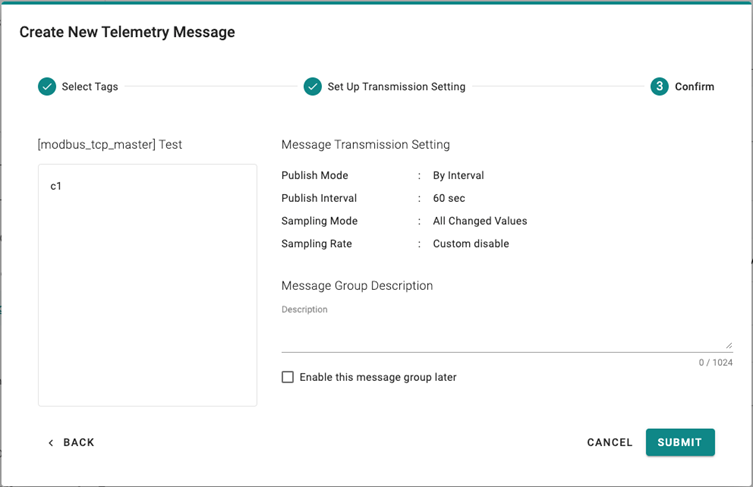 Create New Telemetry Message
Select Tags
Set Up Transmission Setting
3 Confirm
[modbus_tcp_master] Test
c1
Message Transmission Setting
Publish Mode : By Interval
Publish Interval : 60 sec
Sampling Mode : All Changed Values
Sampling Rate : Custom disable
Message Group Description
Description
0 / 1024
Enable this message group later
BACK
CANCEL
SUBMIT